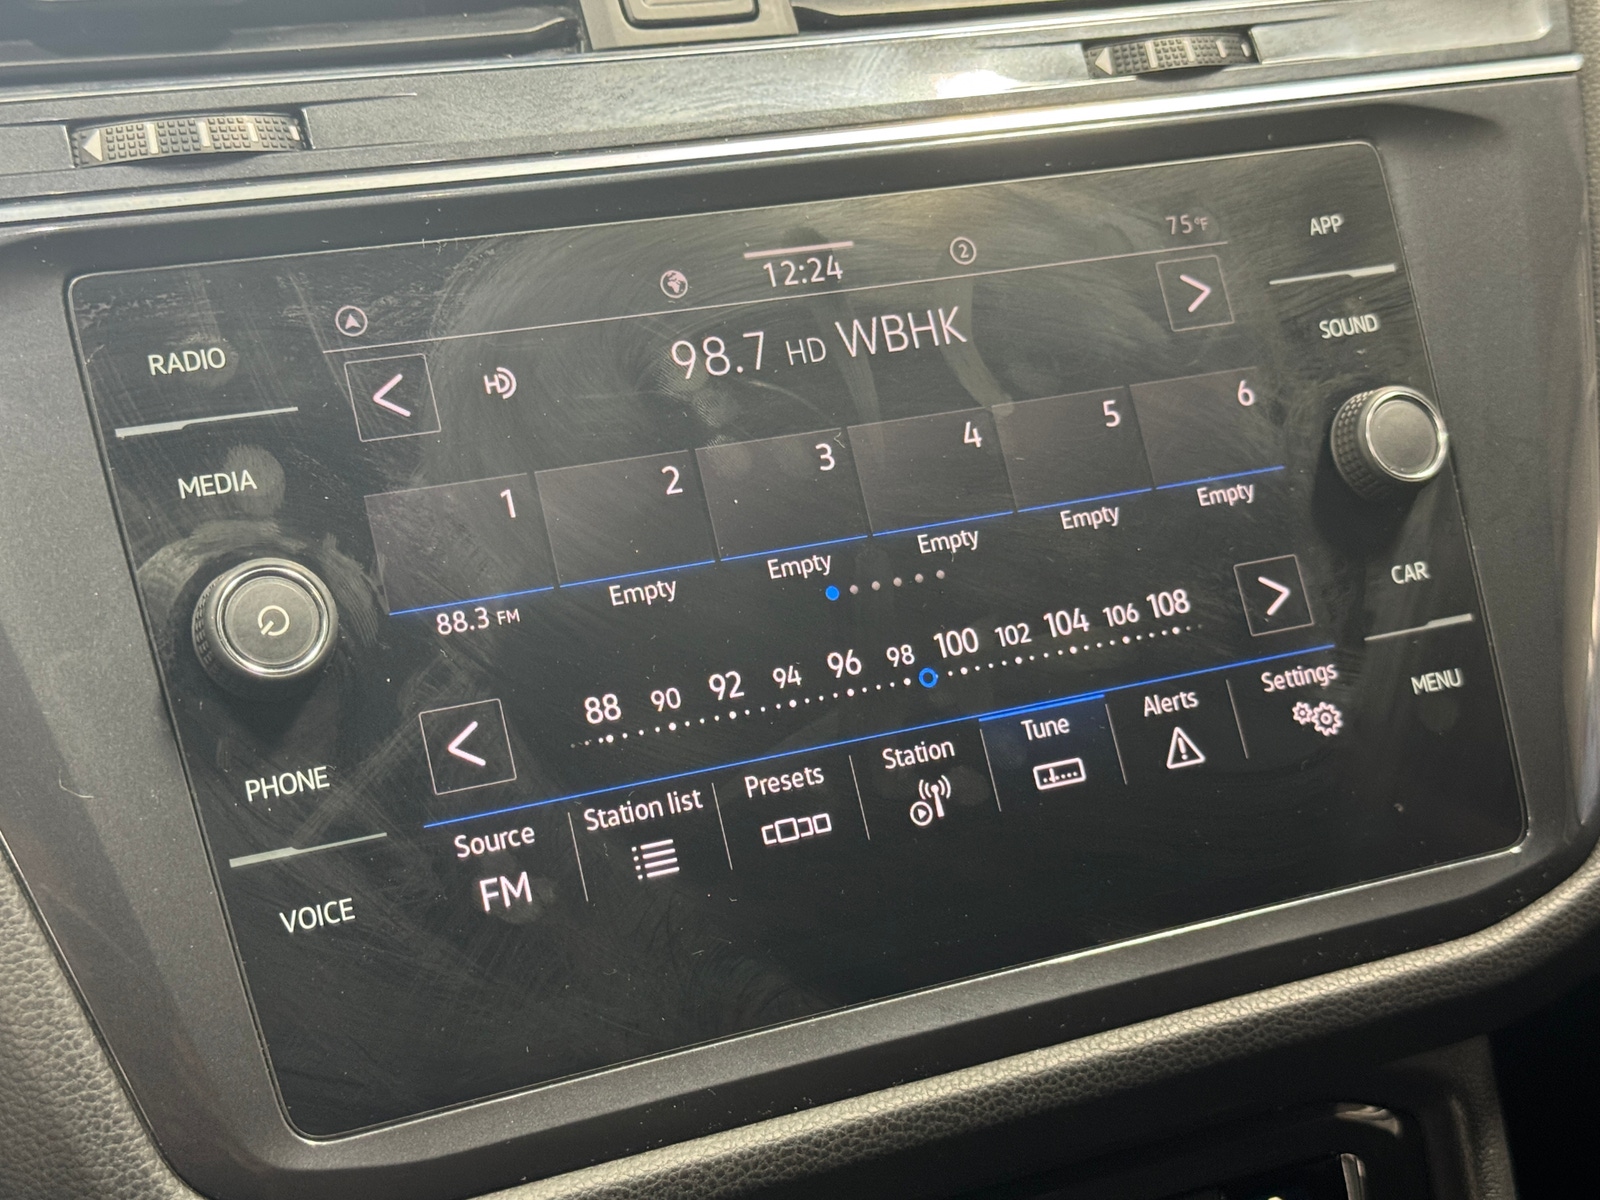 12:24
2
75°F
98.7 HD WBHK
HD
1 2 3 4 5 6
88.3 FM
Empty
Empty
Empty
Empty
Empty
88 90 92 94 96 98 100 102 104 106 108
Source
FM
Station list
Presets
Station
Tune
Alerts
Settings
RADIO
MEDIA
PHONE
VOICE
APP
SOUND
CAR
MENU